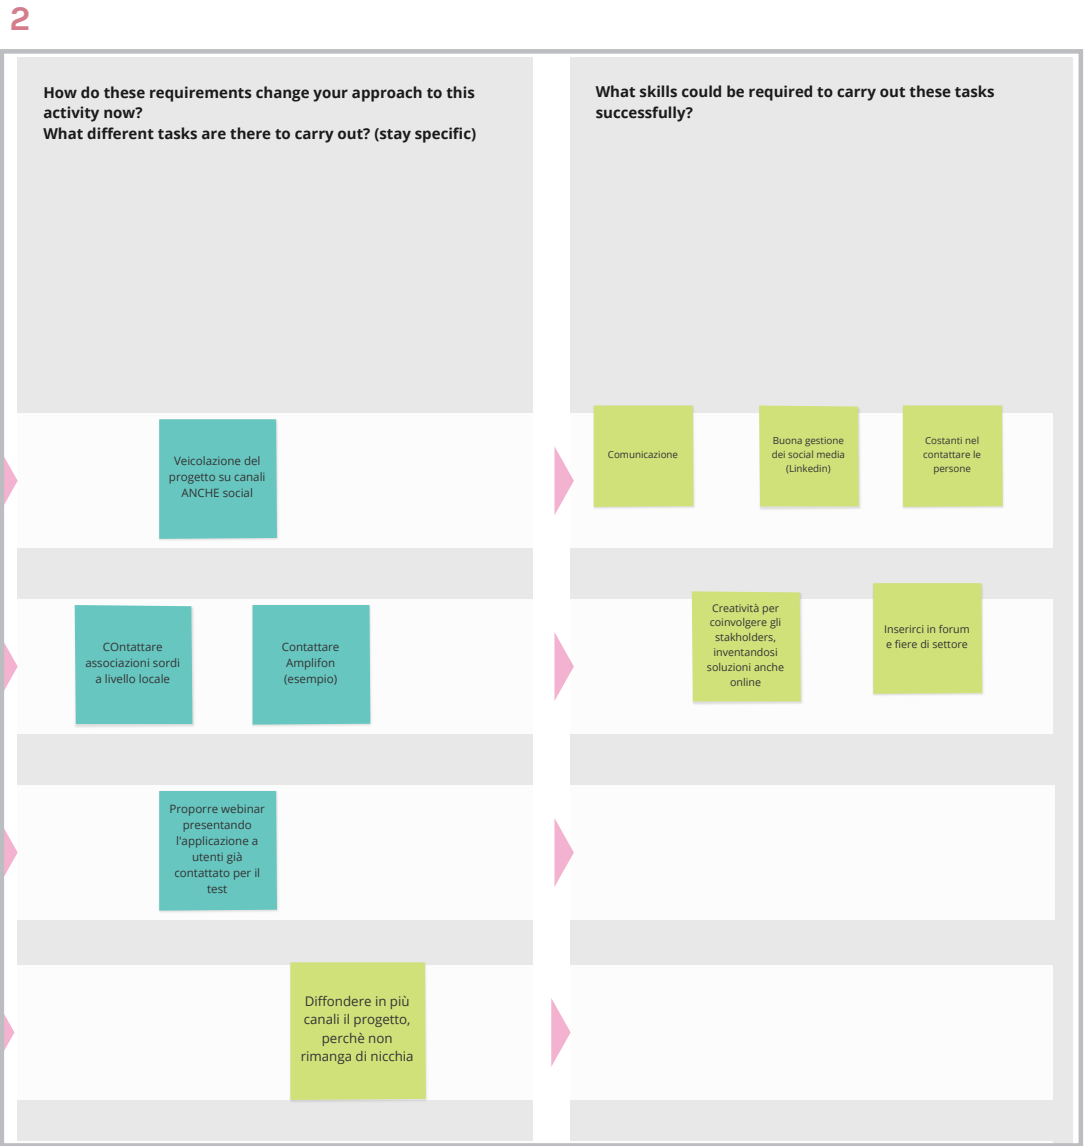 2
How do these requirements change your approach to this
activity now?
What different tasks are there to carry out? (stay specific)
What skills could be required to carry out these tasks
successfully?
Veicolazione del
progetto su canali
ANCHE social
Comunicazione
Buona gestione
dei social media
(Linkedin)
Costanti nel
contattare le
persone
COntattare
associazioni sordi
a livello locale
Contattare
Amplifon
(esempio)
Creatività per
coinvolgere gli
stakholders,
inventandosi
soluzioni anche
online
Inserirci in forum
e fiere di settore
Proporre webinar
presentando
l'applicazione a
utenti già
contattato per il
test
Diffondere in più
canali il progetto,
perchè non
rimanga di nicchia